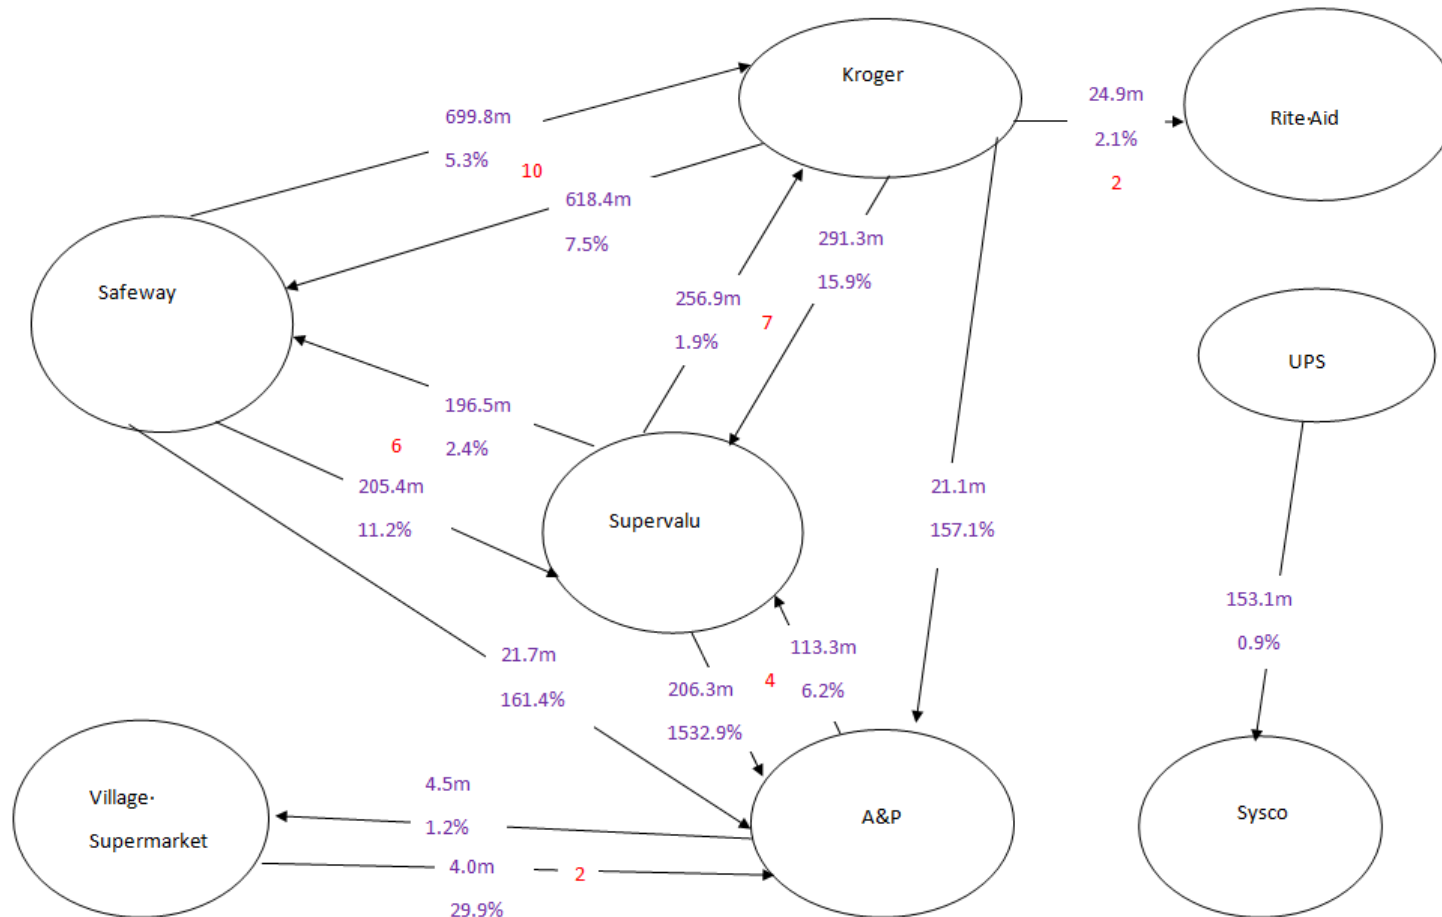 Kroger
24.9m
Rite·Aid
699.8m
2.1%
5.3%
10
2
618.4m
291.3m
7.5%
15.9%
Safeway
256.9m
7
1.9%
UPS
196.5m
6
2.4%
205.4m
21.1m
Supervalu
11.2%
157.1%
153.1m
0.9%
21.7m
113.3m
4
206.3m
6.2%
161.4%
1532.9%
4.5m
Village·
A&P
Sysco
1.2%
Supermarket
4.0m
2
29.9%